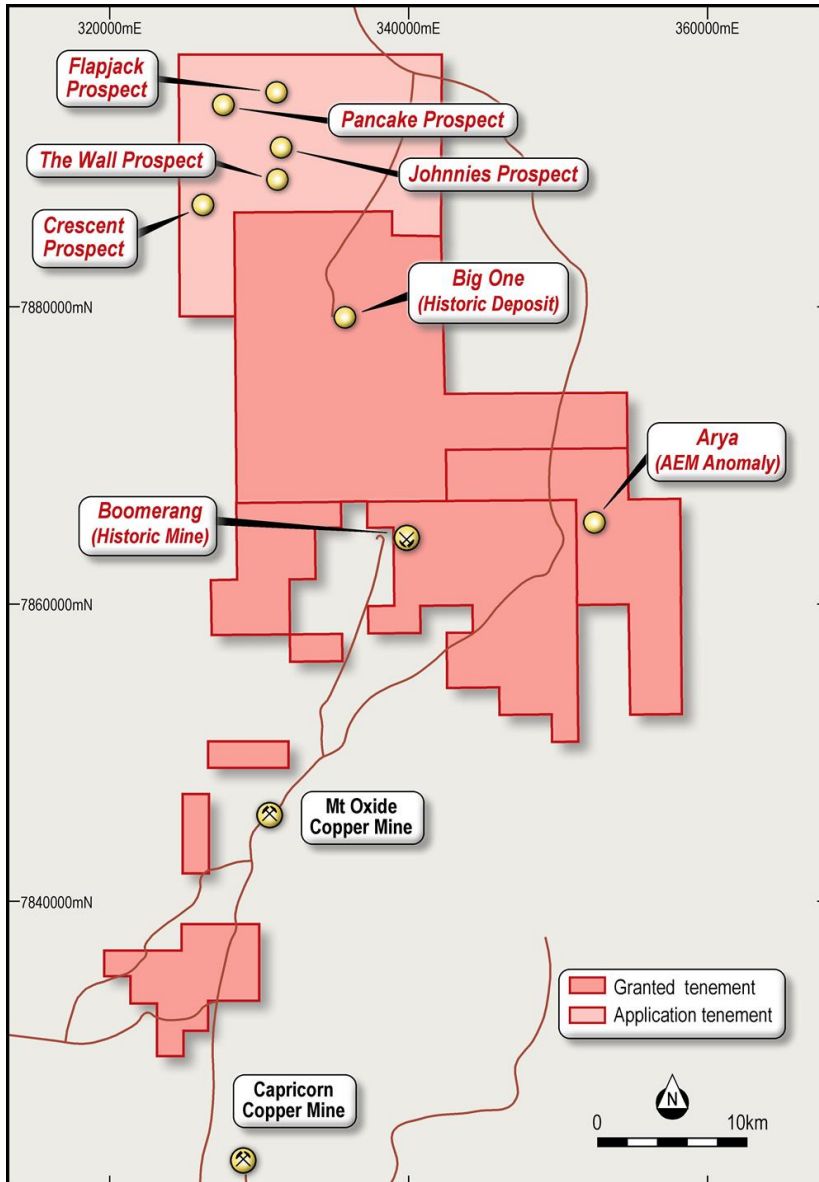 320000mE
340000mE
360000mE
Flapjack
Prospect
Pancake Prospect
The Wall Prospect
Johnnies Prospect
Crescent
Prospect
Big One
(Historic Deposit)
7880000mN
Arya
(AEM Anomaly)
Boomerang
(Historic Mine)
7860000mN
Mt Oxide
Copper Mine
7840000mN
Granted tenement
Application tenement
Capricorn
Copper Mine
N
0
10km